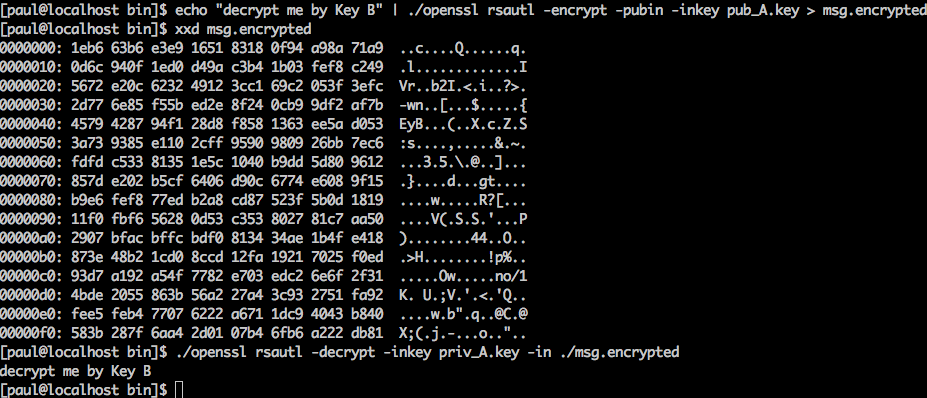 [paul@localhost bin]$ echo "decrypt me by Key B" | ./openssl rsautl -encrypt -pubin -inkey pub_A.key > msg.enrypted
[paul@localhost bin]$ xxd msg.enrypted
0000000: 1eb6 63b6 e3e9 1651 8318 0f94 a98a 71a9  ..c....Q......q.
0000010: 0d6c 940f 1ed0 d49a c3b4 1b03 fef8 c249  .l.............I
0000020: 5672 e20c 6232 4912 3cc1 69c2 053f 3efc  Vr..b2I.<.i..?>.
0000030: 2d77 6e85 f55b ed2e 8f24 0cb9 9df2 af7b  -wn..[...$.....{
0000040: 4579 4287 94f1 28d8 f858 1363 ee5a d053  EyB...(..X.c.Z.S
0000050: 3a73 9385 e110 2cff 9590 9809 26bb 7ec6  :s....,.....&.~.
0000060: fdfd c533 8135 1e5c 1040 b9dd 5d80 9612  ...3.5.\.@..]...
0000070: 857d e202 b5cf 6406 d90c 6774 e608 9f15  .}....d...gt....
0000080: b9e6 fef8 77ed b2a8 cd87 523f 5b0d 1819  ....w.....R?[...
0000090: 11f0 fbf6 5628 0d53 c353 8027 81c7 aa50  ....V(.S.S.'...P
00000a0: 2907 bfac bffc bdf0 8134 34ae 1b4f e418  )........44..O..
00000b0: 873e 48b2 1cd0 8ccd 12fa 1921 7025 f0ed  .>H........!p%..
00000c0: 93d7 a192 a54f 7782 e703 edc2 6e6f 2f31  .....Ow.....no/1
00000d0: 4bde 2055 863b 56a2 27a4 3c93 2751 fa92  K. U.;V.'.<.'Q..
00000e0: fee5 feb4 7707 6222 a671 1dc9 4043 b840  ....w.b".q..@C.@
00000f0: 583b 287f 6aa4 2d01 07b4 6fb6 a222 db81  X;(.j.-...o.."..
[paul@localhost bin]$ ./openssl rsautl -decrypt -inkey priv_A.key -in ./msg.enrypted
decrypt me by Key B
[paul@localhost bin]$